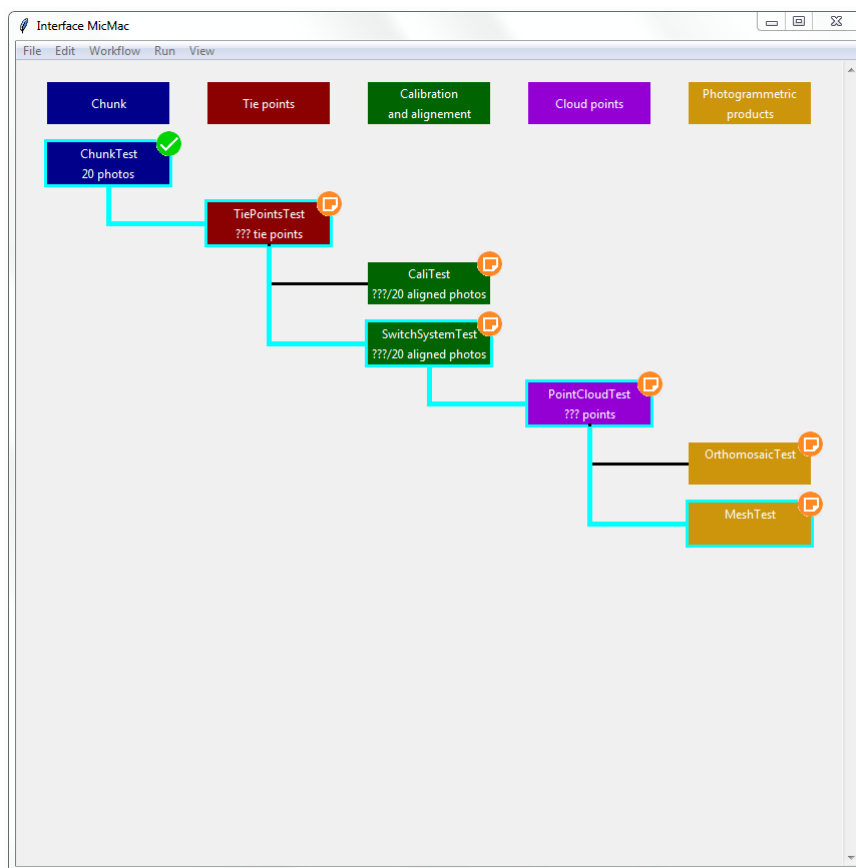 Interface MicMac
File Edit Workflow Run View
Chunk
Tie points
Calibration
and alignement
Cloud points
Photogrammetric
products
ChunkTest
20 photos
TiePointsTest
??? tie points
CaliTest
???/20 aligned photos
SwitchSystemTest
???/20 aligned photos
PointCloudTest
??? points
OrthomosaicTest
MeshTest